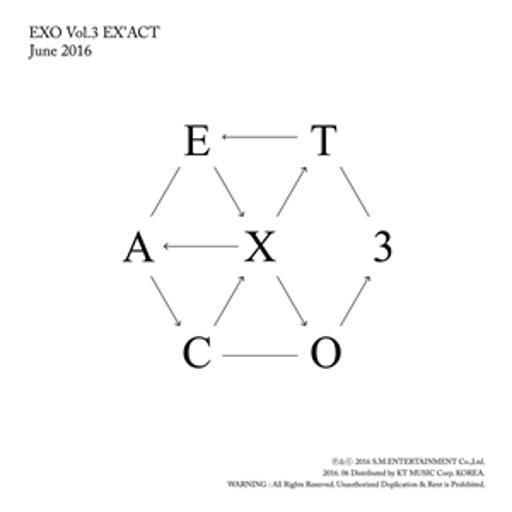 EXO Vol.3 EX'ACT
June 2016
E T
A X 3
C O
Ⓟ&ⓒ 2016 S.M.ENTERTAINMENT Co.,Ltd.
2016. 06 Distributed by KT MUSIC Corp. KOREA.
WARNING : All Rights Reserved. Unauthorized Duplication & Rent is Prohibited.